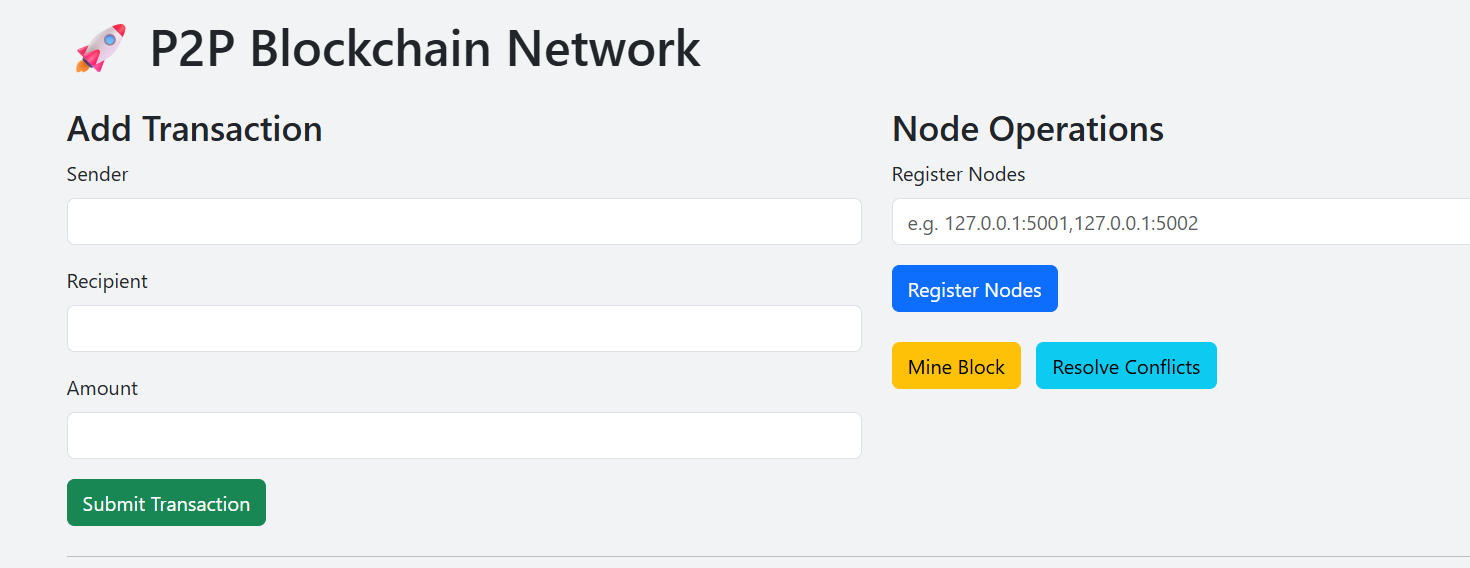 🚀 P2P Blockchain Network
Add Transaction
Sender
Recipient
Amount
Submit Transaction
Node Operations
Register Nodes
e.g. 127.0.0.1:5001,127.0.0.1:5002
Register Nodes
Mine Block
Resolve Conflicts